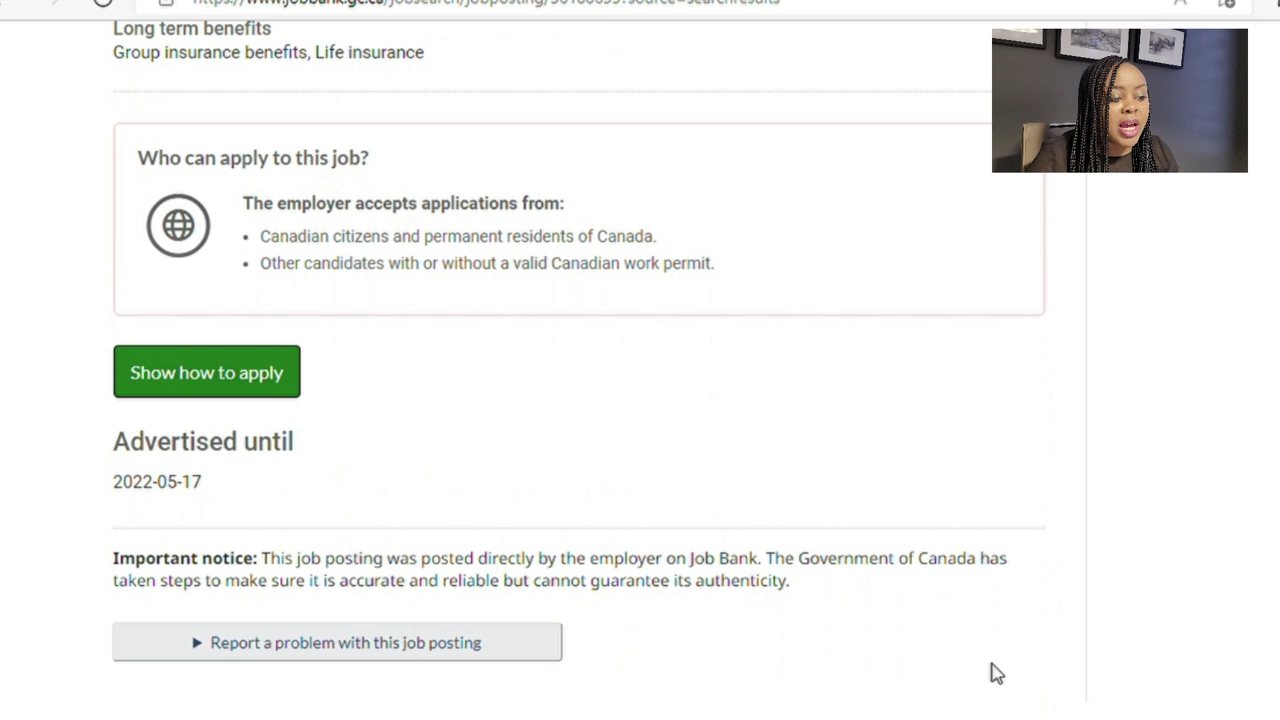 Long term benefits
Group insurance benefits, Life insurance
Who can apply to this job?
The employer accepts applications from:
• Canadian citizens and permanent residents of Canada.
• Other candidates with or without a valid Canadian work permit.
Show how to apply
Advertised until
2022-05-17
Important notice: This job posting was posted directly by the employer on Job Bank. The Government of Canada has
taken steps to make sure it is accurate and reliable but cannot guarantee its authenticity.
Report a problem with this job posting